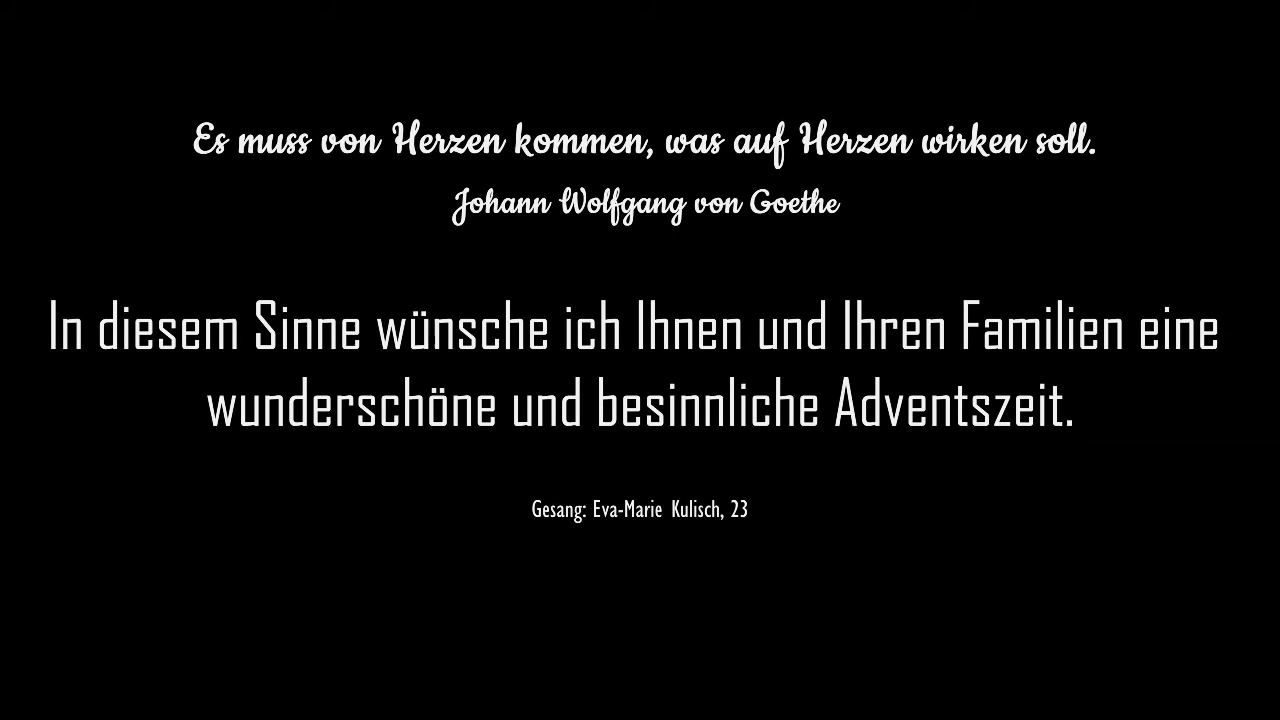 Es muss von Herzen kommen, was auf Herzen wirken soll.
Johann Wolfgang von Goethe
In diesem Sinne wünsche ich Ihnen und Ihren Familien eine
wunderschöne und besinnliche Adventszeit.
Gesang: Eva-Marie Kulisch, 23